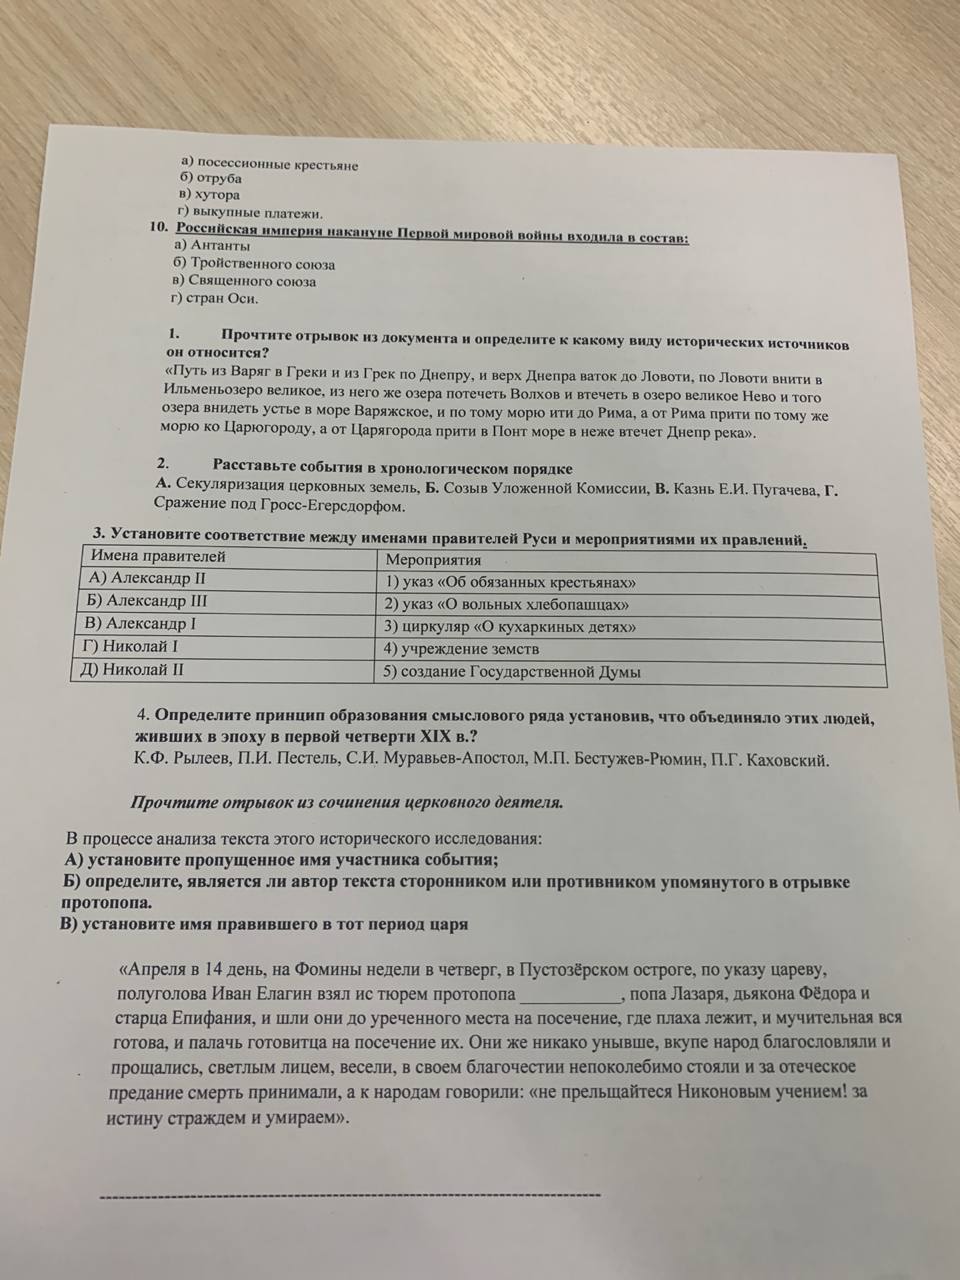 а) посессионные крестьяне
б) отруба
в) хутора
г) выкупные платежи.
10. Российская империя накануне Первой мировой войны входила в состав:
а) Антанты
б) Тройственного союза
в) Священного союза
г) стран Оси.
1. Прочтите отрывок из документа и определите к какому виду исторических источников
он относится?
«Путь из Варяг в Греки и из Грек по Днепру, и верх Днепра ваток до Ловоти, по Ловоти внити в
Ильменьозеро великое, из него же озера потечеть Волхов и втечеть в озеро великое Нево и того
озера внидеть устье в море Варяжское, и по тому морю ити до Рима, а от Рима прити по тому же
морю ко Царюгороду, а от Царягорода прити в Понт море в неже втечет Днепр река».
2. Расставьте события в хронологическом порядке
А. Секуляризация церковных земель, Б. Созыв Уложенной Комиссии, В. Казнь Е.И. Пугачева, Г.
Сражение под Гросс-Егерсдорфом.
3. Установите соответствие между именами правителей Руси и мероприятиями их правлений.
Имена правителей Мероприятия
А) Александр II 1) указ «Об обязанных крестьянах»
Б) Александр III 2) указ «О вольных хлебопашцах»
В) Александр I 3) циркуляр «О кухаркиных детях»
Г) Николай I 4) учреждение земств
Д) Николай II 5) создание Государственной Думы
4. Определите принцип образования смыслового ряда установив, что объединяло этих людей,
живших в эпоху в первой четверти XIX в.?
К.Ф. Рылеев, П.И. Пестель, С.И. Муравьев-Апостол, М.П. Бестужев-Рюмин, П.Г. Каховский.
Прочтите отрывок из сочинения церковного деятеля.
В процессе анализа текста этого исторического исследования:
А) установите пропущенное имя участника события;
Б) определите, является ли автор текста сторонником или противником упомянутого в отрывке
протопопа.
В) установите имя правившего в тот период царя
«Апреля в 14 день, на Фомины недели в четверг, в Пустозёрском остроге, по указу цареву,
полуголова Иван Елагин взял ис тюрем протопопа ___________, попа Лазаря, дьякона Фёдора и
старца Епифания, и шли они до уреченного места на посечение, где плаха лежит, и мучительная вся
готова, и палачь готовитца на посечение их. Они же никако унывше, вкупе народ благословляли и
прощались, светлым лицем, весели, в своем благочестии непоколебимо стояли и за отеческое
предание смерть принимали, а к народам говорили: «не прельщайтеся Никоновым учением! за
истину страждем и умираем».